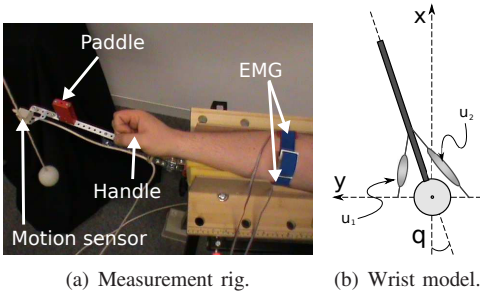 Paddle
EMG
Handle
Motion sensor
x
u₂
y
u₁
q
(a) Measurement rig.
(b) Wrist model.